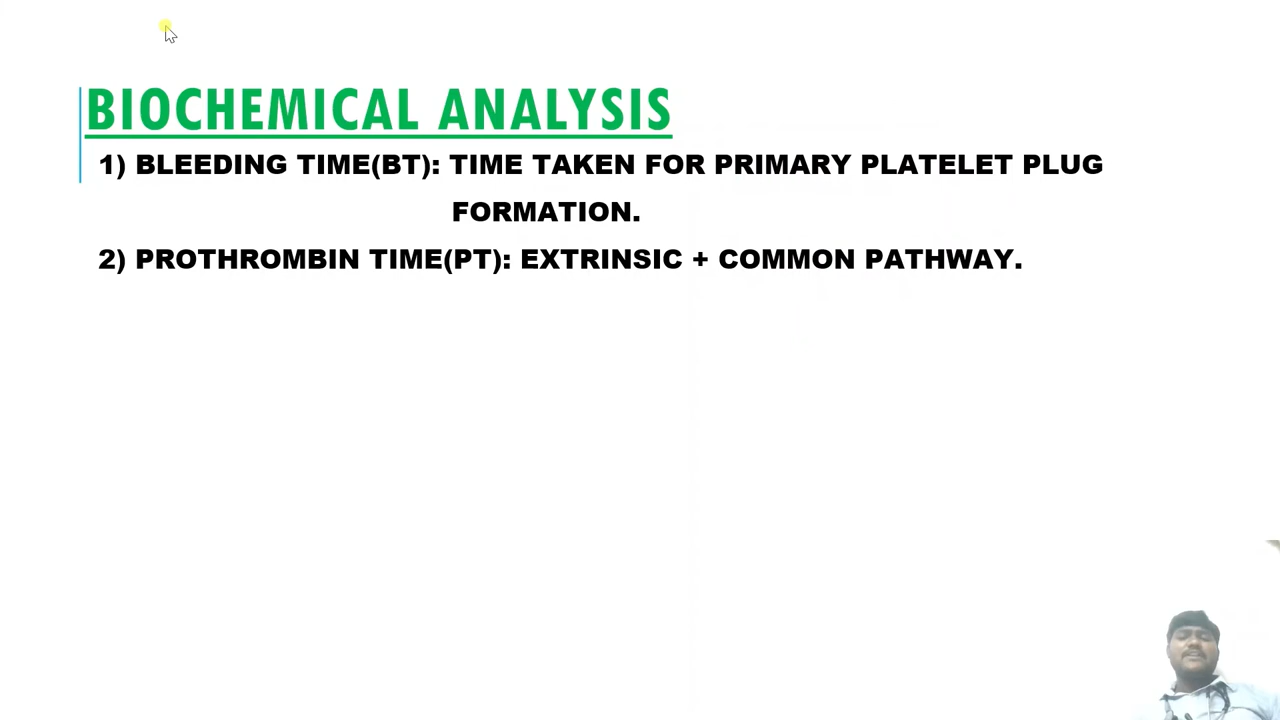 BIOCHEMICAL ANALYSIS
1) BLEEDING TIME(BT): TIME TAKEN FOR PRIMARY PLATELET PLUG
FORMATION.
2) PROTHROMBIN TIME(PT): EXTRINSIC + COMMON PATHWAY.